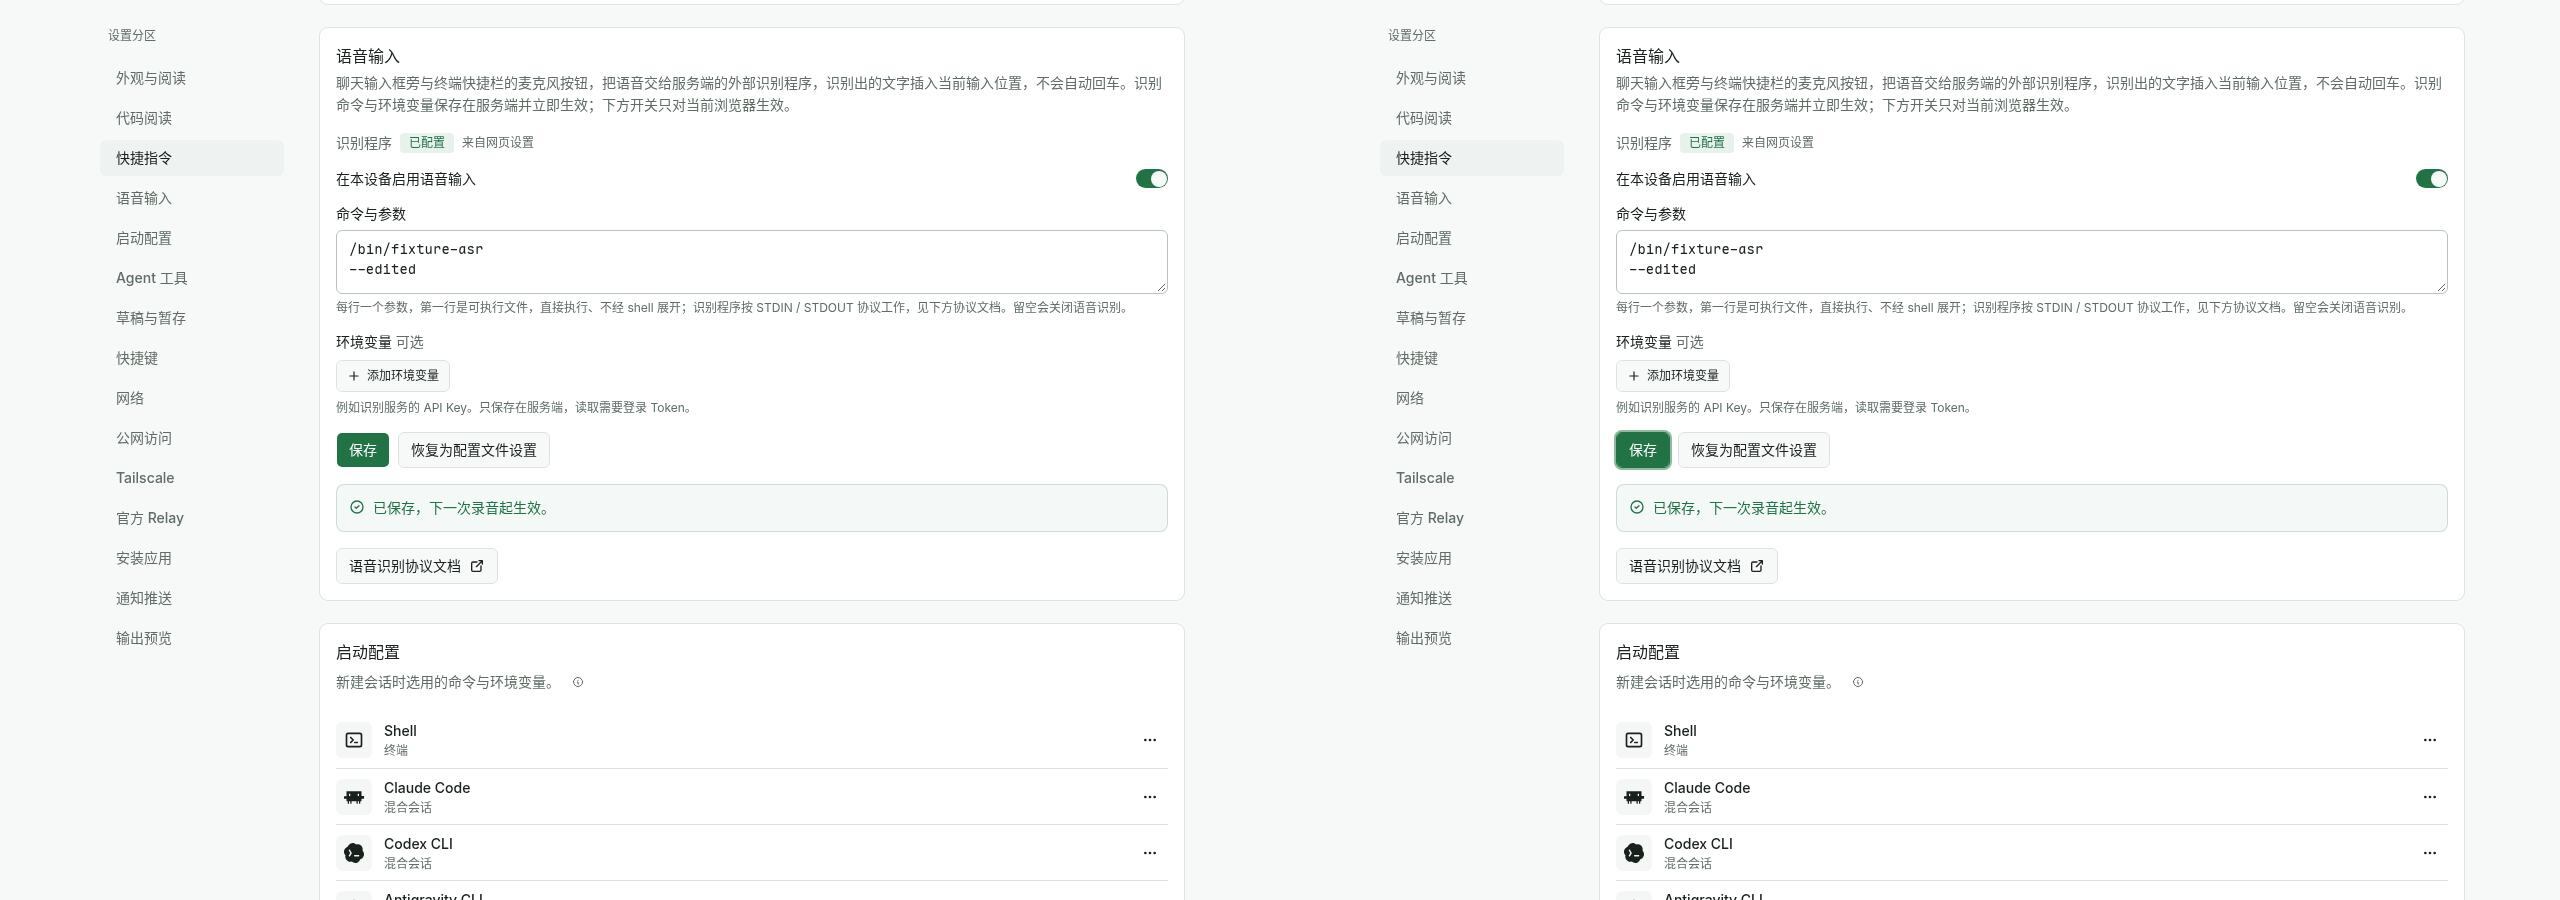 设置分区
外观与阅读
代码阅读
快捷指令
语音输入
启动配置
Agent 工具
草稿与暂存
快捷键
网络
公网访问
Tailscale
官方 Relay
安装应用
通知推送
输出预览
语音输入
聊天输入框旁与终端快捷栏的麦克风按钮，把语音交给服务端的外部识别程序，识别出的文字插入当前输入位置，不会自动回车。识别
命令与环境变量保存在服务端并立即生效；下方开关只对当前浏览器生效。
识别程序 已配置 来自网页设置
在本设备启用语音输入
命令与参数
/bin/fixture-asr
--edited
每行一个参数，第一行是可执行文件，直接执行、不经 shell 展开；识别程序按 STDIN / STDOUT 协议工作，见下方协议文档。留空会关闭语音识别。
环境变量 可选
添加环境变量
例如识别服务的 API Key。只保存在服务端，读取需要登录 Token。
保存 恢复为配置文件设置
已保存，下一次录音起生效。
语音识别协议文档
启动配置
新建会话时选用的命令与环境变量。
Shell
终端
Claude Code
混合会话
Codex CLI
混合会话
Antigravity CLI
设置分区
外观与阅读
代码阅读
快捷指令
语音输入
启动配置
Agent 工具
草稿与暂存
快捷键
网络
公网访问
Tailscale
官方 Relay
安装应用
通知推送
输出预览
语音输入
聊天输入框旁与终端快捷栏的麦克风按钮，把语音交给服务端的外部识别程序，识别出的文字插入当前输入位置，不会自动回车。识别
命令与环境变量保存在服务端并立即生效；下方开关只对当前浏览器生效。
识别程序 已配置 来自网页设置
在本设备启用语音输入
命令与参数
/bin/fixture-asr
--edited
每行一个参数，第一行是可执行文件，直接执行、不经 shell 展开；识别程序按 STDIN / STDOUT 协议工作，见下方协议文档。留空会关闭语音识别。
环境变量 可选
添加环境变量
例如识别服务的 API Key。只保存在服务端，读取需要登录 Token。
保存 恢复为配置文件设置
已保存，下一次录音起生效。
语音识别协议文档
启动配置
新建会话时选用的命令与环境变量。
Shell
终端
Claude Code
混合会话
Codex CLI
混合会话
Antigravity CLI